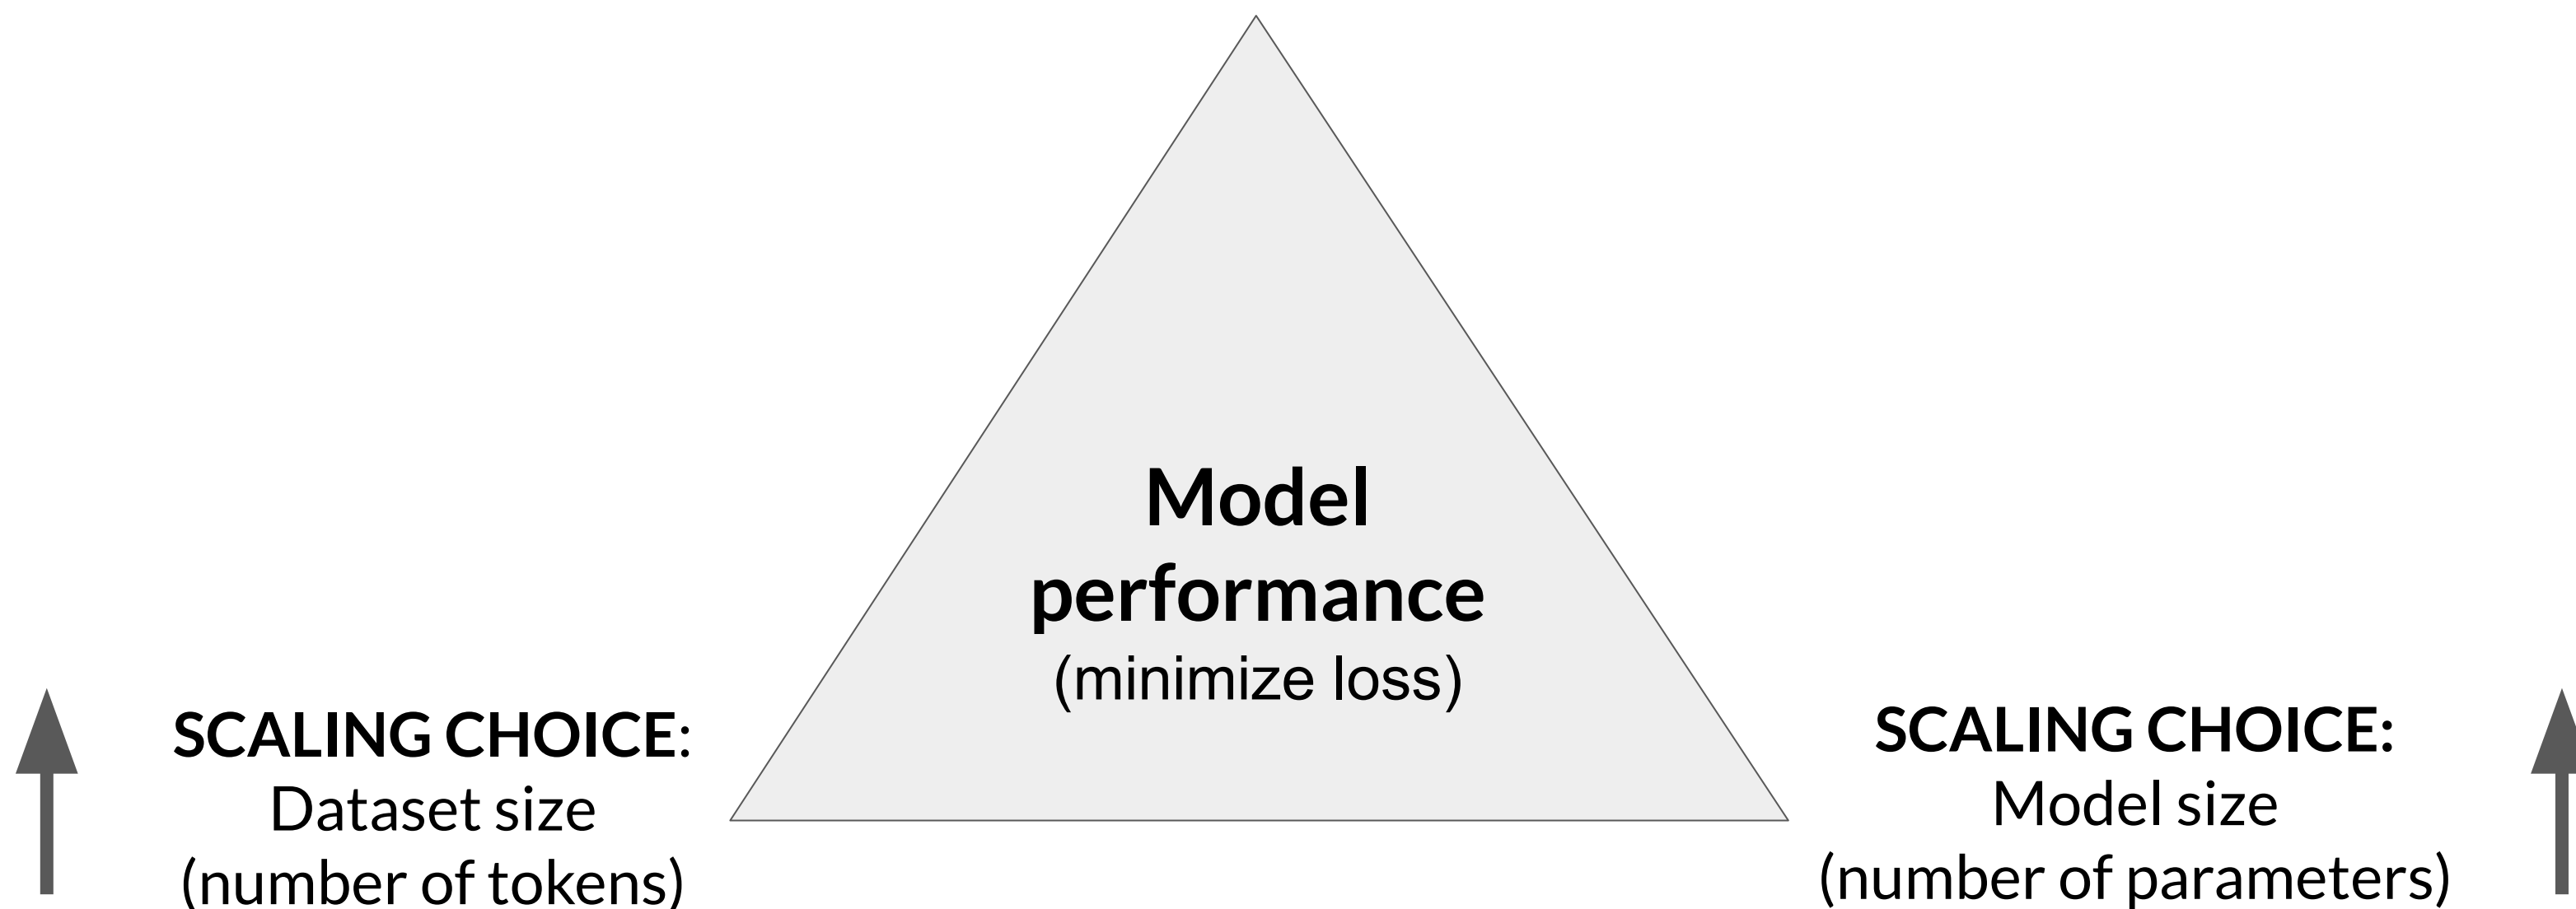 Model
performance
(minimize loss)
SCALING CHOICE:
Dataset size
(number of tokens)
SCALING CHOICE:
Model size
(number of parameters)